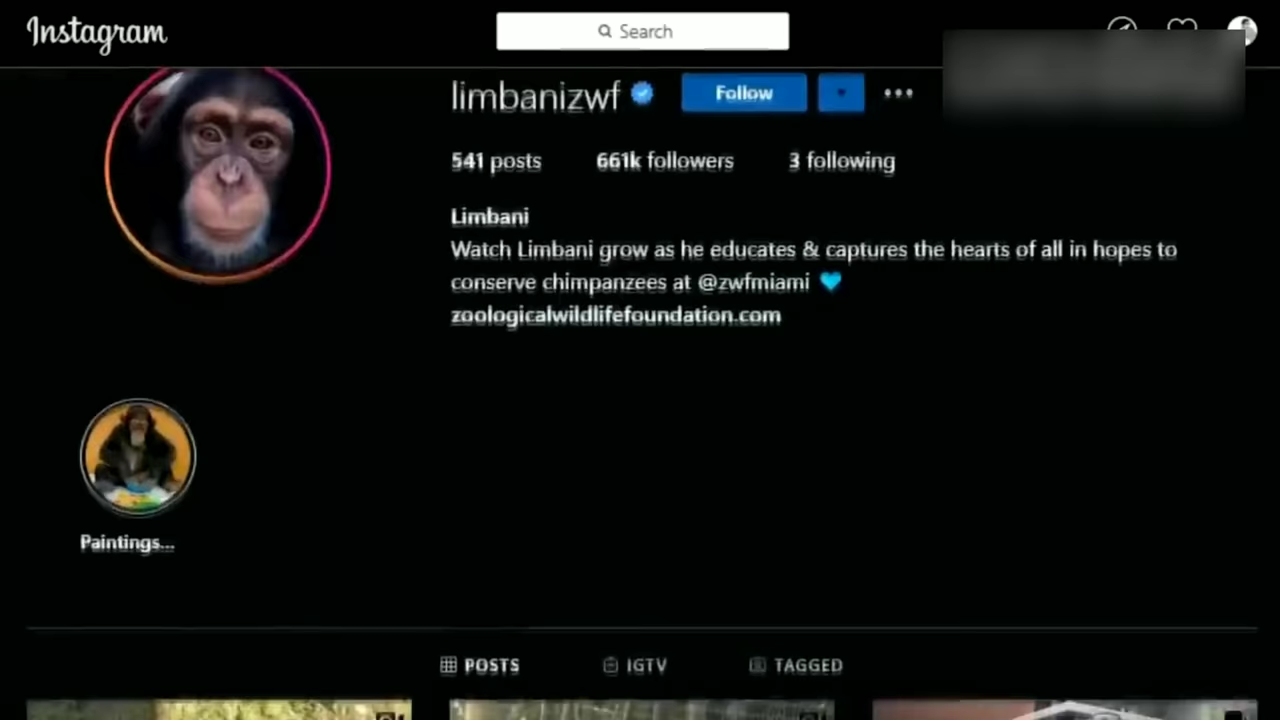 Instagram
Search
limbanizwf
Follow
541 posts 661k followers 3 following
Limbani
Watch Limbani grow as he educates & captures the hearts of all in hopes to
conserve chimpanzees at @zwfmiami
zoologicalwildlifefoundation.com
Paintings...
POSTS IGTV TAGGED